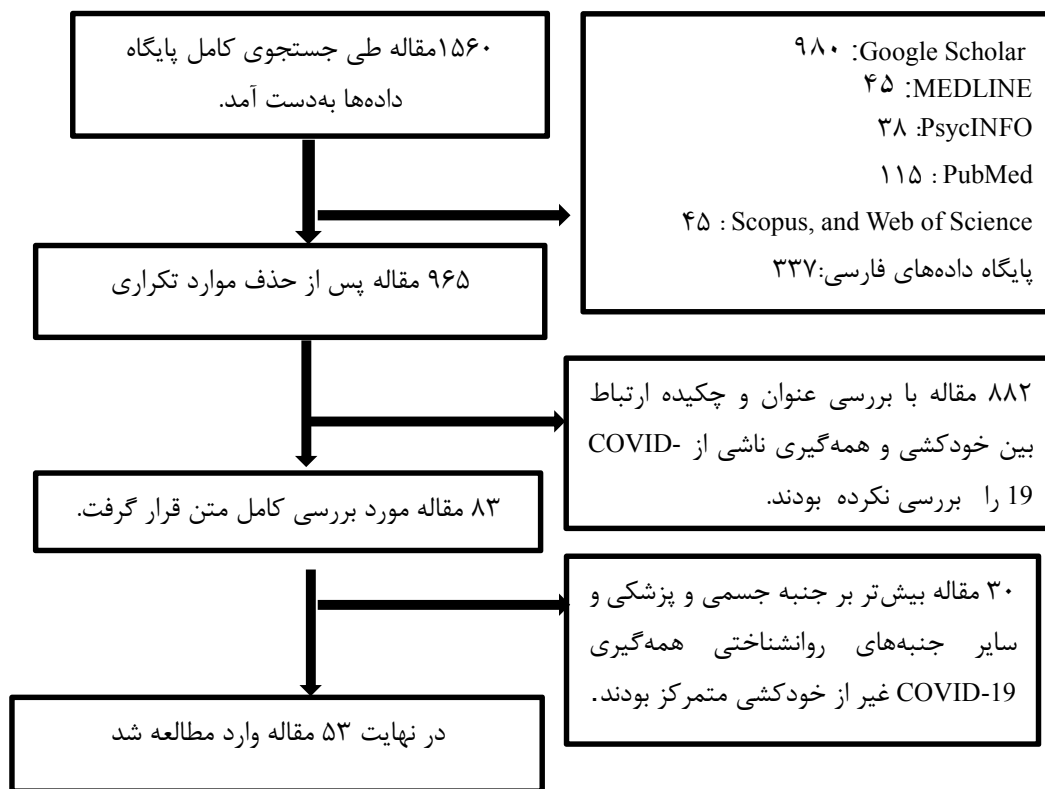 ۱۵۶۰مقاله طی جستجوی کامل پایگاه
داده‌ها به‌دست آمد.
Google Scholar: ۹۸۰
MEDLINE: ۴۵
PsycINFO: ۳۸
PubMed : ۱۱۵
Scopus, and Web of Science : ۴۵
پایگاه داده‌های فارسی:۳۳۷
۹۶۵ مقاله پس از حذف موارد تکراری
۸۸۲ مقاله با بررسی عنوان و چکیده ارتباط
بین خودکشی و همه‌گیری ناشی از COVID-
19 را بررسی نکرده بودند.
۸۳ مقاله مورد بررسی کامل متن قرار گرفت.
۳۰ مقاله بیش‌تر بر جنبه جسمی و پزشکی و
سایر جنبه‌های روانشناختی همه‌گیری
COVID-19 غیر از خودکشی متمرکز بودند.
در نهایت ۵۳ مقاله وارد مطالعه شد